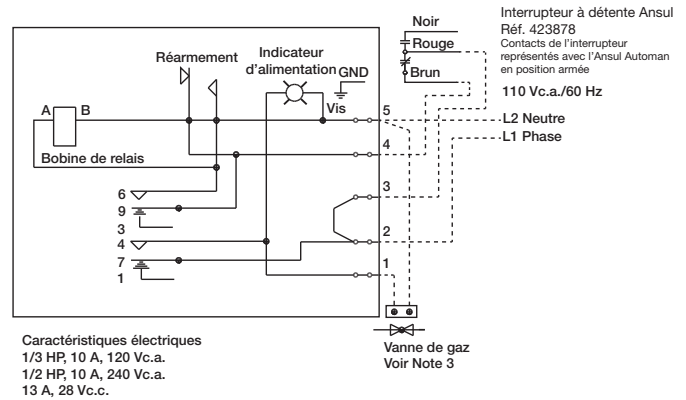 Interrupteur à détente Ansul
Réf. 423878
Contacts de l'interrupteur
représentés avec l'Ansul Automan
en position armée
110 Vc.a./60 Hz
Noir
Rouge
Brun
Réarmement
Indicateur
d'alimentation
GND
Vis
A
B
Bobine de relais
5
4
3
2
1
L2 Neutre
L1 Phase
6
9
3
4
7
1
Vanne de gaz
Voir Note 3
Caractéristiques électriques
1/3 HP, 10 A, 120 Vc.a.
1/2 HP, 10 A, 240 Vc.a.
13 A, 28 Vc.c.